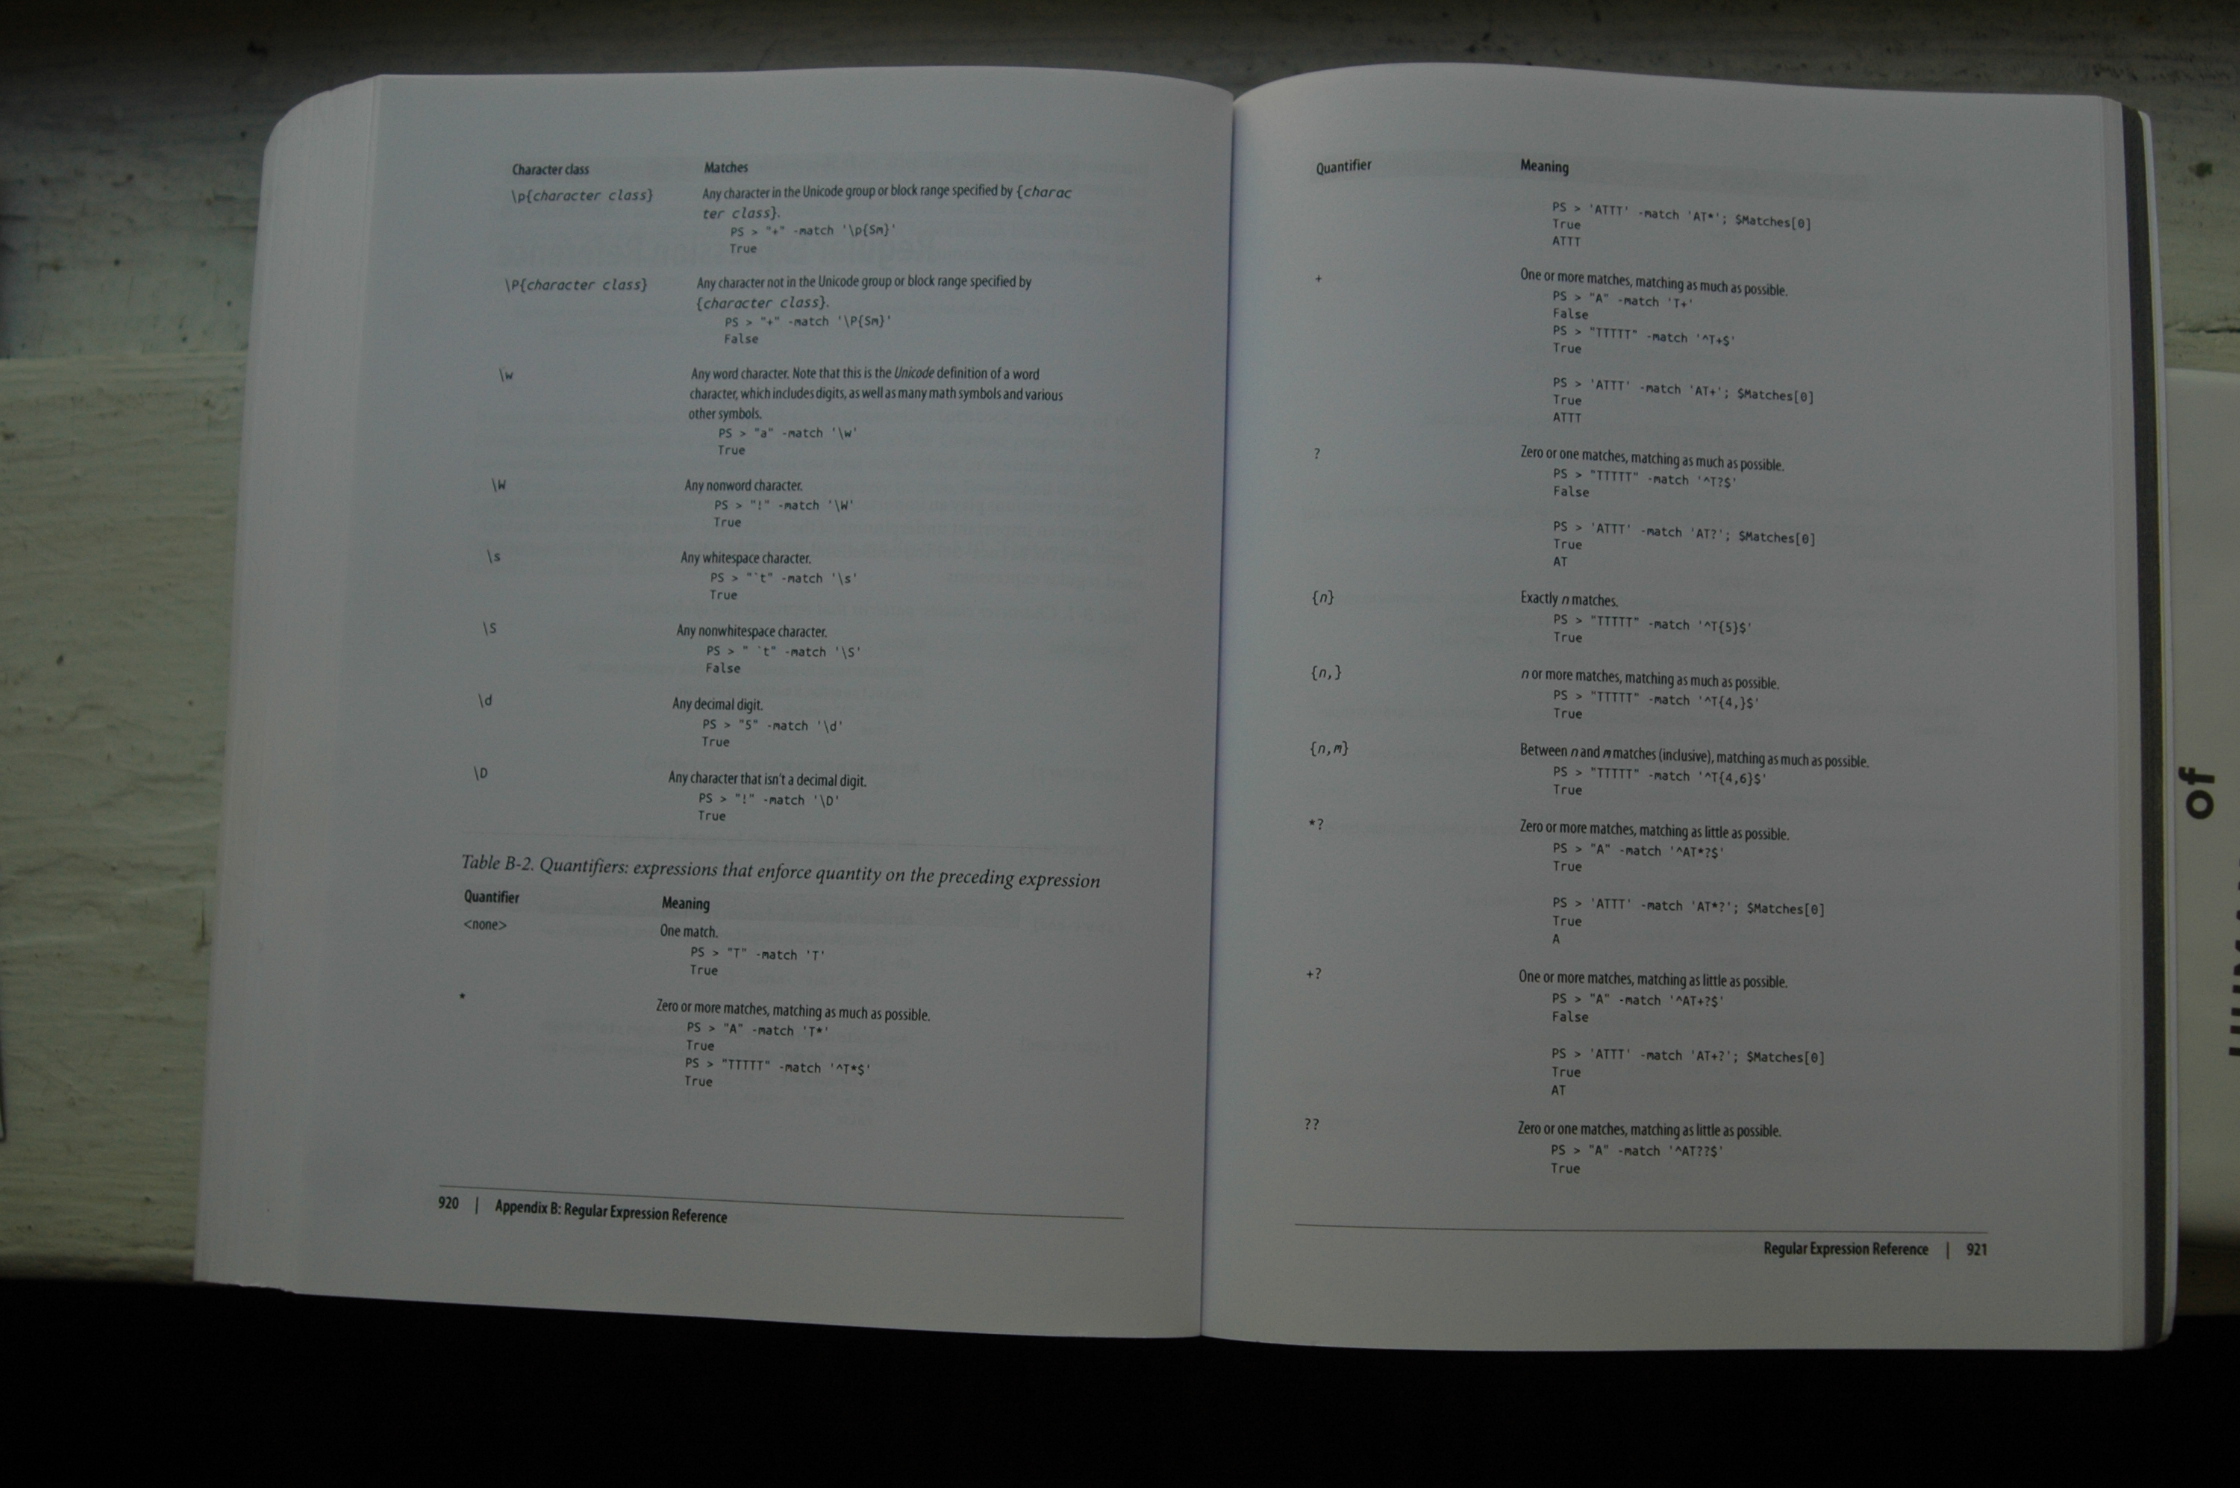 Character class Matches
\p{character class} Any character in the Unicode group or block range specified by {charac
ter class}.
PS > "+" -match '\p{Sm}'
True
\P{character class} Any character not in the Unicode group or block range specified by
{character class}.
PS > "+" -match '\P{Sm}'
False
\w Any word character. Note that this is the Unicode definition of a word
character, which includes digits, as well as many math symbols and various
other symbols.
PS > "a" -match '\w'
True
\W Any nonword character.
PS > "!" -match '\W'
True
\s Any whitespace character.
PS > "`t" -match '\s'
True
\S Any nonwhitespace character.
PS > " `t" -match '\S'
False
\d Any decimal digit.
PS > "5" -match '\d'
True
\D Any character that isn't a decimal digit.
PS > "!" -match '\D'
True
Table B-2. Quantifiers: expressions that enforce quantity on the preceding expression
Quantifier Meaning
<none> One match.
PS > "T" -match 'T'
True
* Zero or more matches, matching as much as possible.
PS > "A" -match 'T*'
True
PS > "TTTTT" -match '^T*$'
True
920 | Appendix B: Regular Expression Reference
Quantifier Meaning
PS > 'ATTT' -match 'AT*'; $Matches[0]
True
ATTT
+ One or more matches, matching as much as possible.
PS > "A" -match 'T+'
False
PS > "TTTTT" -match '^T+$'
True
PS > 'ATTT' -match 'AT+'; $Matches[0]
True
ATTT
? Zero or one matches, matching as much as possible.
PS > "TTTTT" -match '^T?$'
False
PS > 'ATTT' -match 'AT?'; $Matches[0]
True
AT
{n} Exactly n matches.
PS > "TTTTT" -match '^T{5}$'
True
{n,} n or more matches, matching as much as possible.
PS > "TTTTT" -match '^T{4,}$'
True
{n,m} Between n and m matches (inclusive), matching as much as possible.
PS > "TTTTT" -match '^T{4,6}$'
True
*? Zero or more matches, matching as little as possible.
PS > "A" -match '^AT*?$'
True
PS > 'ATTT' -match 'AT*?'; $Matches[0]
True
A
+? One or more matches, matching as little as possible.
PS > "A" -match '^AT+?$'
False
PS > 'ATTT' -match 'AT+?'; $Matches[0]
True
AT
?? Zero or one matches, matching as little as possible.
PS > "A" -match '^AT??$'
True
Regular Expression Reference | 921
of